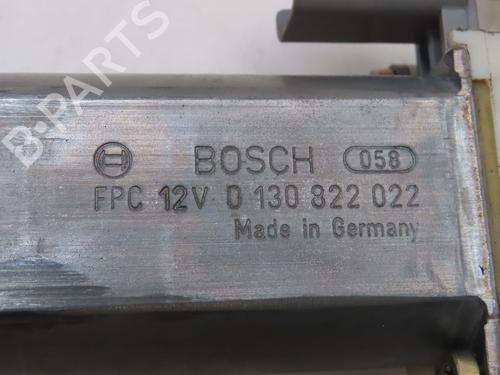 B-PARTS
BOSCH 058
FPC 12V 0 130 822 022
Made in Germany